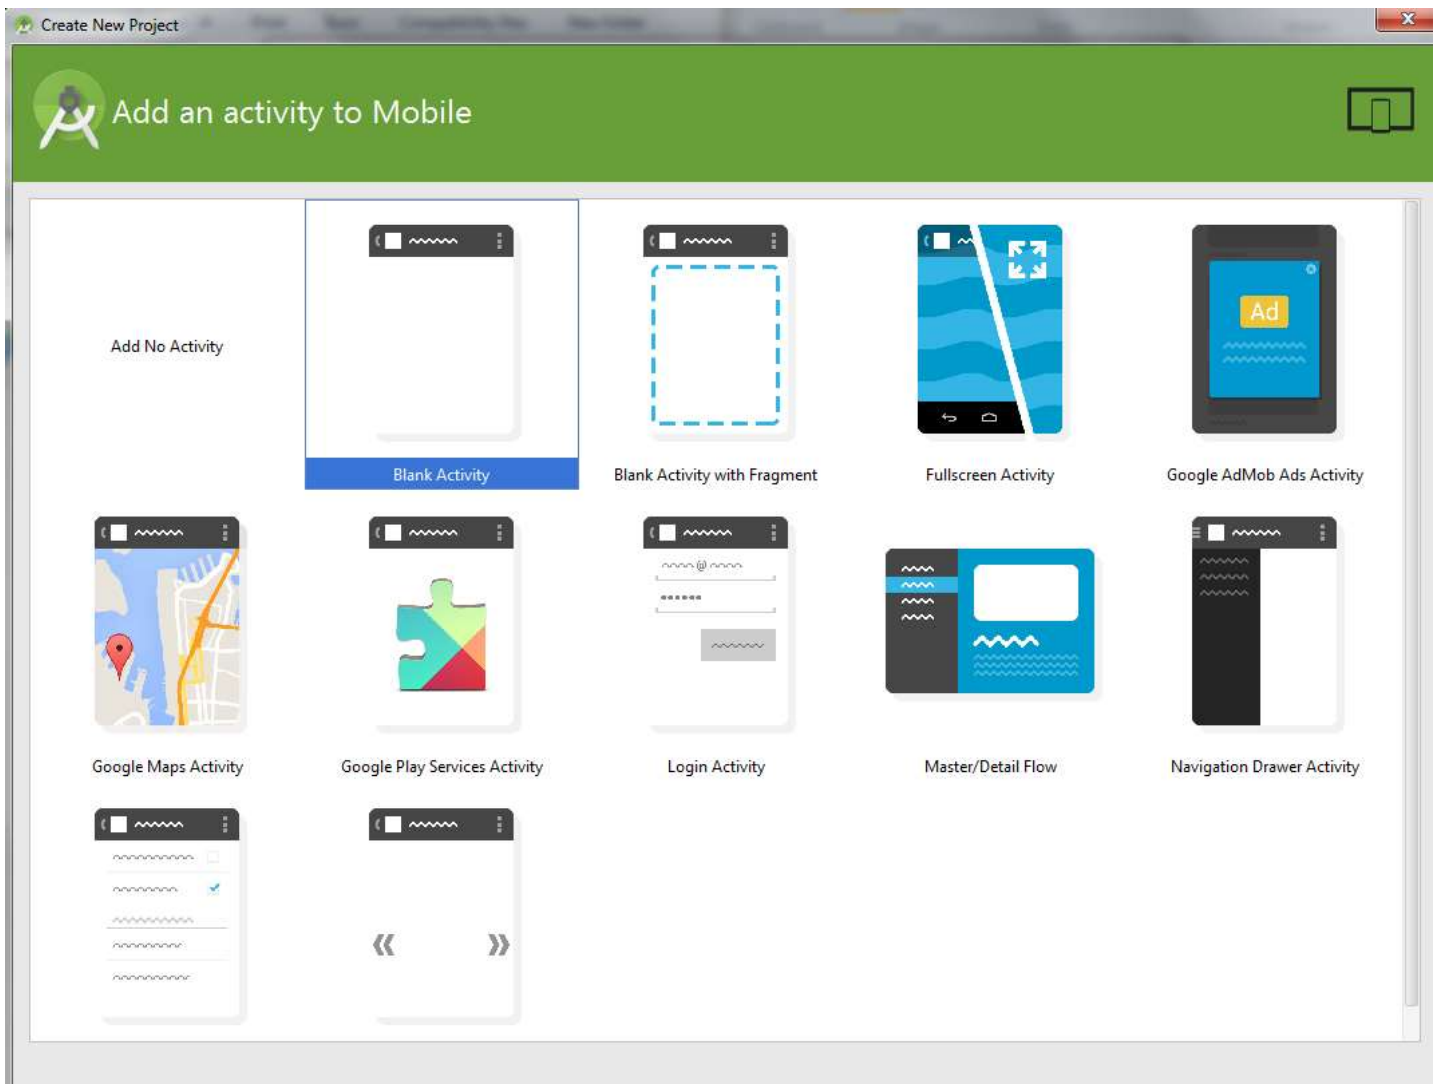 Create New Project
Add an activity to Mobile
Add No Activity
Ad
Blank Activity
Blank Activity with Fragment
Fullscreen Activity
Google AdMob Ads Activity
@
Google Maps Activity
Google Play Services Activity
Login Activity
Master/Detail Flow
Navigation Drawer Activity